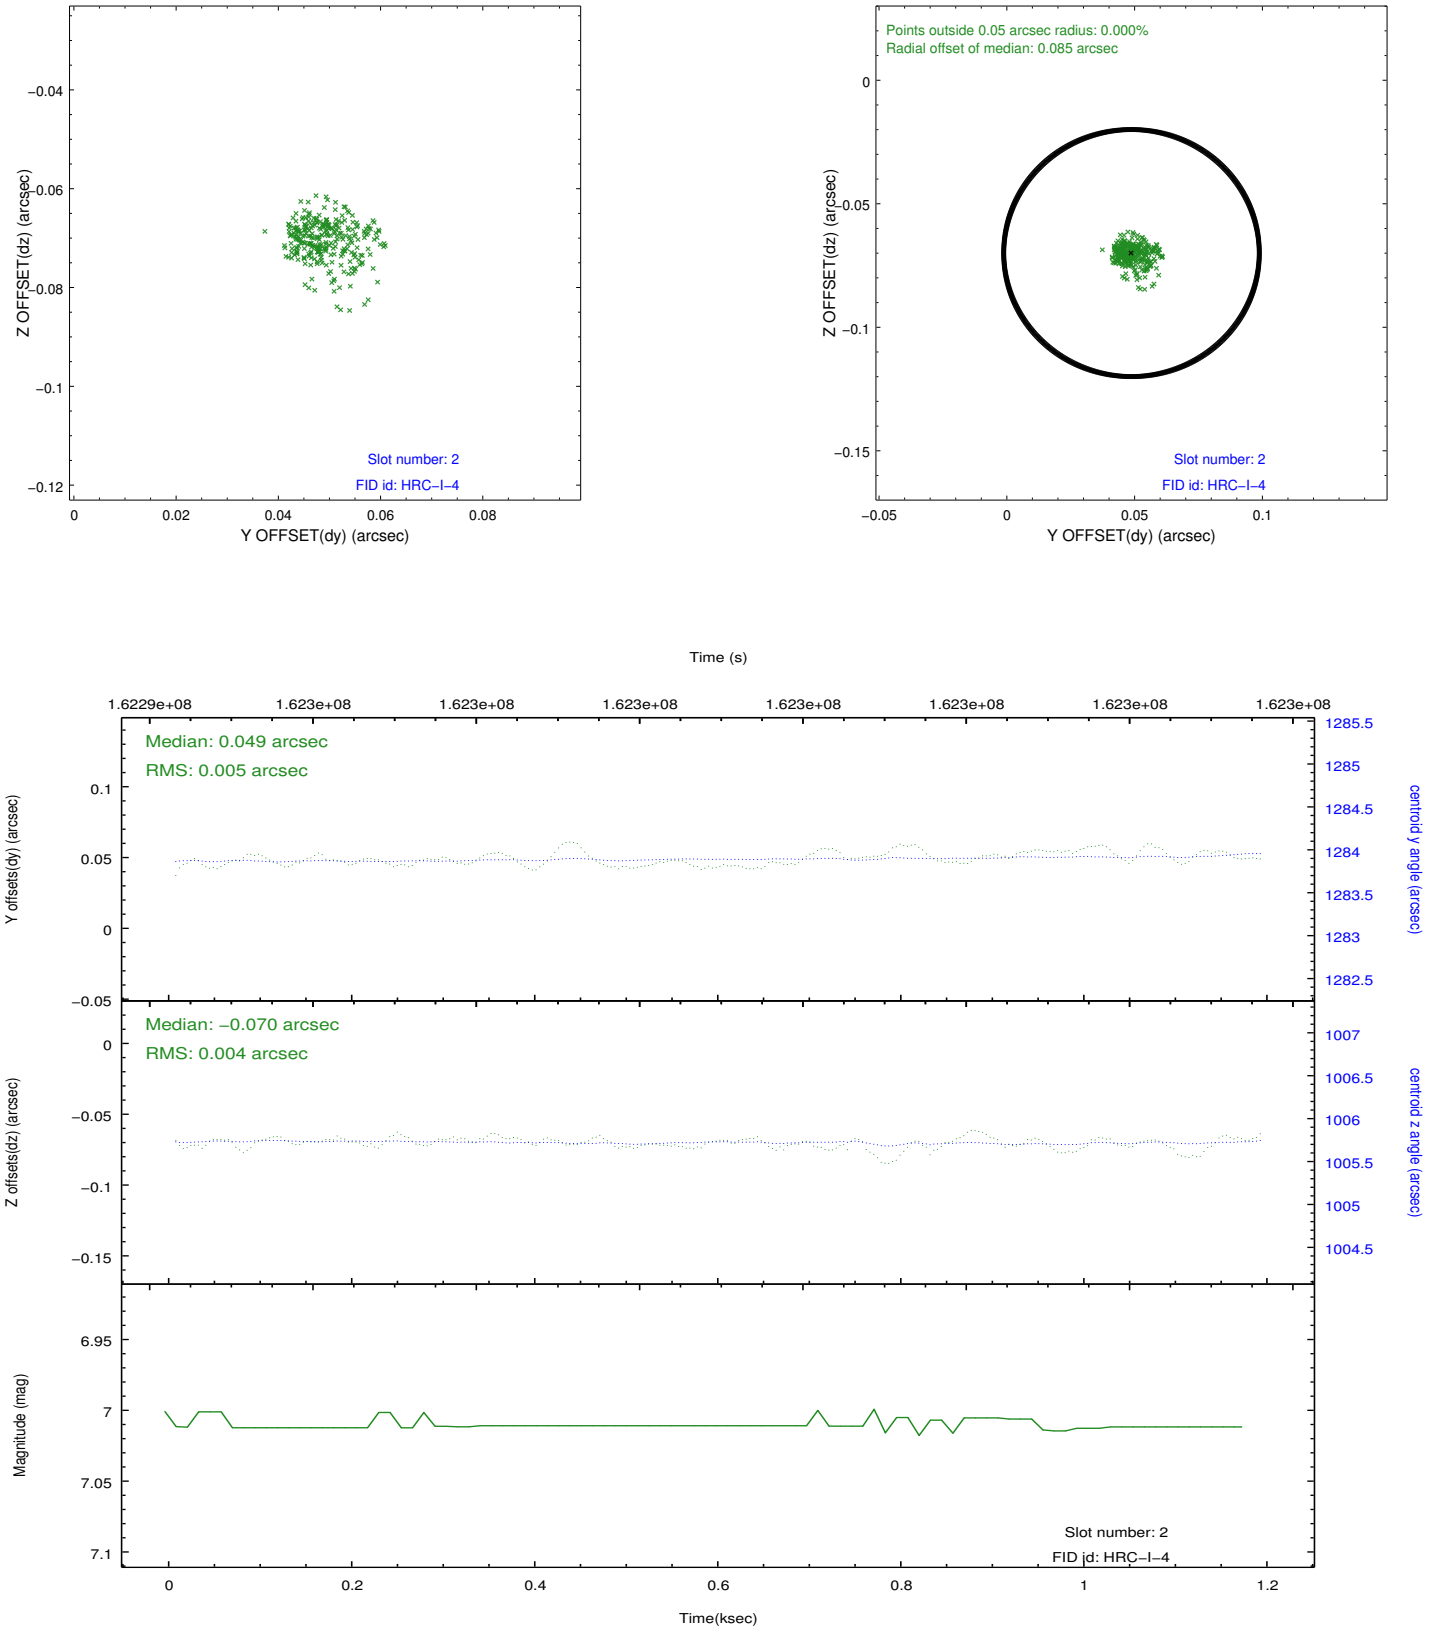 −0.04
−0.06
−0.08
−0.1
−0.12
Z OFFSET(dz) (arcsec)
Slot number: 2
FID id: HRC−I−4
0 0.02 0.04 0.06 0.08
Y OFFSET(dy) (arcsec)
Points outside 0.05 arcsec radius: 0.000%
Radial offset of median: 0.085 arcsec
0
−0.05
−0.1
−0.15
Z OFFSET(dz) (arcsec)
Slot number: 2
FID id: HRC−I−4
−0.05 0 0.05 0.1
Y OFFSET(dy) (arcsec)
Time (s)
1.6229e+08 1.623e+08 1.623e+08 1.623e+08 1.623e+08 1.623e+08 1.623e+08 1.623e+08
Median: 0.049 arcsec
RMS: 0.005 arcsec
0.1
0.05
0
−0.05
Y offsets(dy) (arcsec)
1285.5
1285
1284.5
1284
1283.5
1283
1282.5
centroid y angle (arcsec)
Median: −0.070 arcsec
RMS: 0.004 arcsec
0
−0.05
−0.1
−0.15
Z offsets(dz) (arcsec)
1007
1006.5
1006
1005.5
1005
1004.5
centroid z angle (arcsec)
6.95
7
7.05
7.1
Magnitude (mag)
Slot number: 2
FID id: HRC−I−4
0 0.2 0.4 0.6 0.8 1 1.2
Time(ksec)